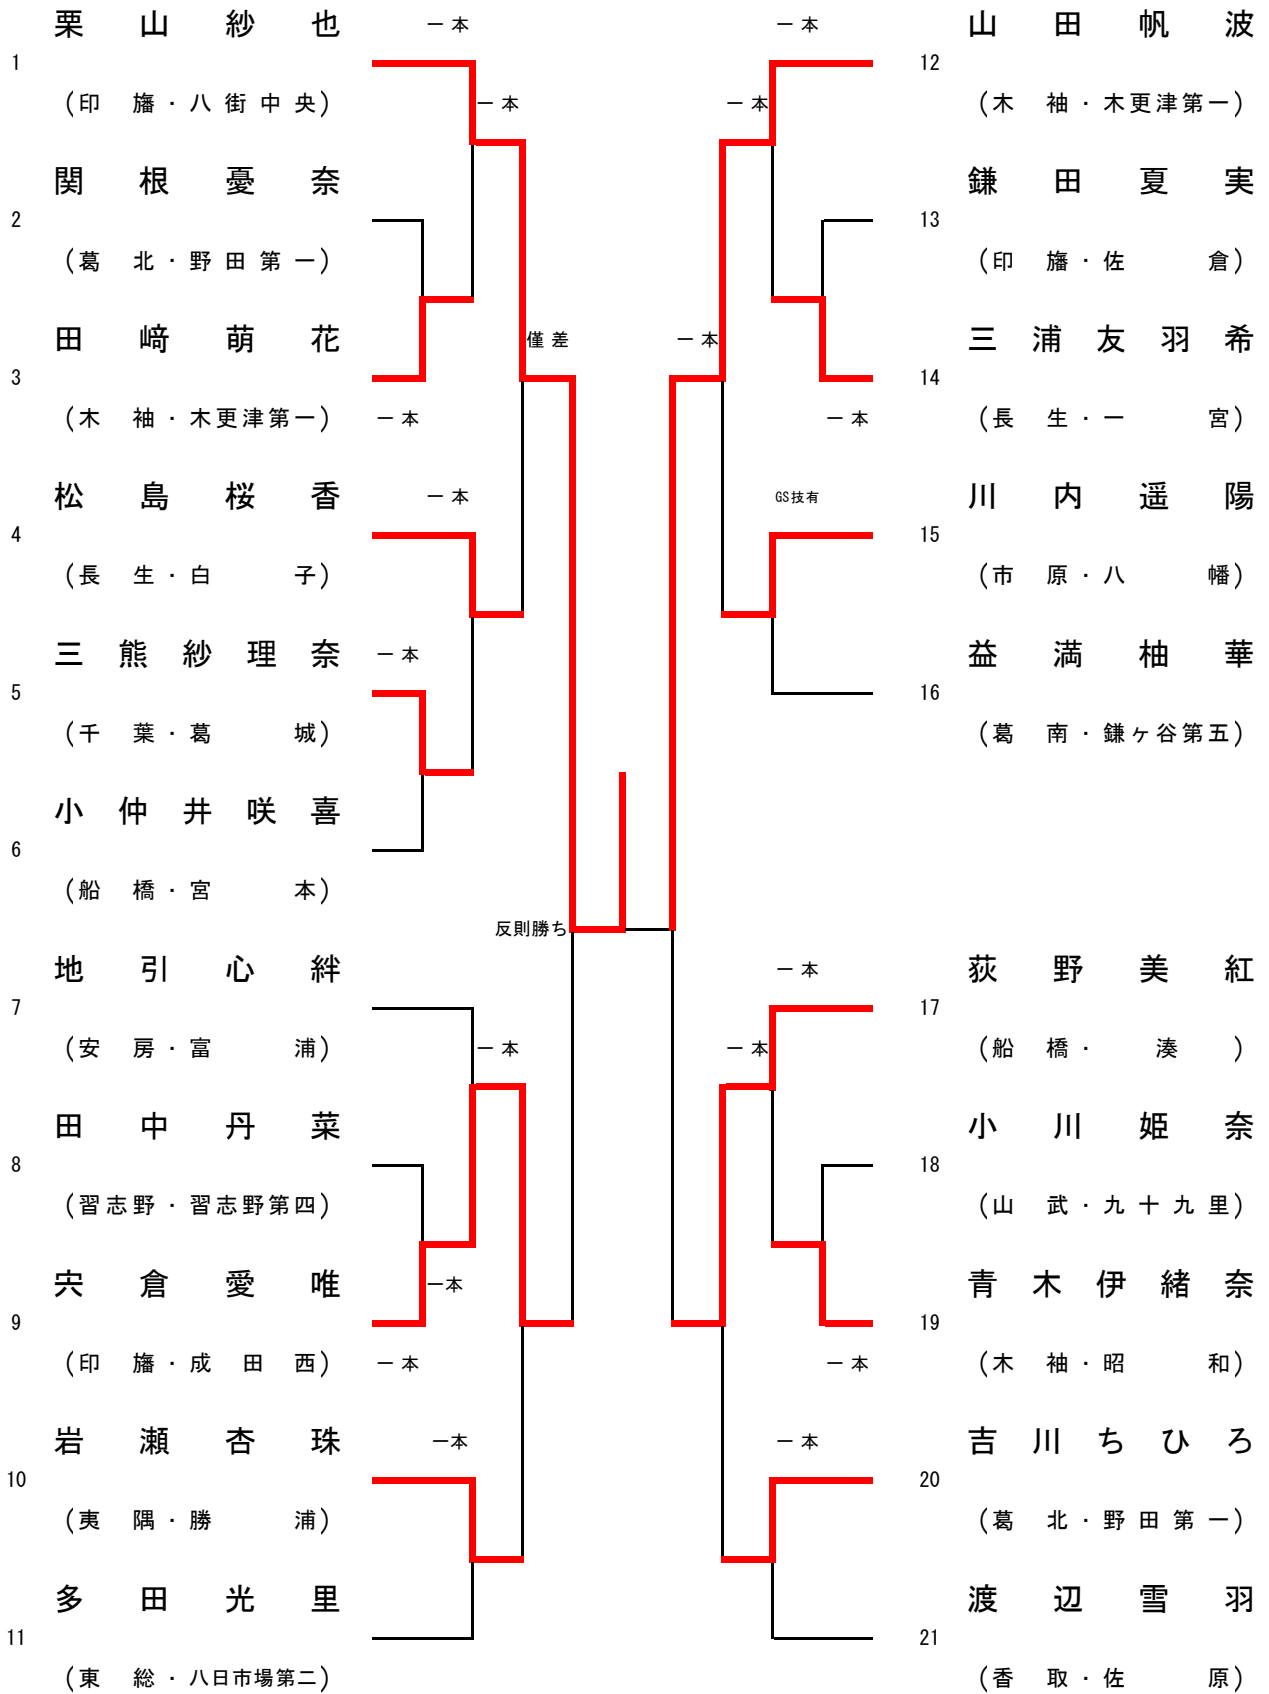 栗山紗也
一本
1
(印旛・八街中央)
一本
関根憂奈
2
(葛北・野田第一)
田﨑萌花
僅差
3
(木袖・木更津第一)
一本
松島桜香
一本
4
(長生・白子)
三熊紗理奈
一本
5
(千葉・葛城)
小仲井咲喜
6
(船橋・宮本)
反則勝ち
地引心絆
7
(安房・富浦)
一本
田中丹菜
8
(習志野・習志野第四)
宍倉愛唯
一本
9
(印旛・成田西)
一本
岩瀬杏珠
一本
10
(夷隅・勝浦)
多田光里
11
(東総・八日市場第二)
一本
山田帆波
12
一本
(木袖・木更津第一)
鎌田夏実
13
(印旛・佐倉)
一本
三浦友羽希
14
一本
(長生・一宮)
GS技有
川内遥陽
15
(市原・八幡)
益満柚華
16
(葛南・鎌ヶ谷第五)
一本
荻野美紅
17
一本
(船橋・湊)
小川姫奈
18
(山武・九十九里)
青木伊緒奈
19
一本
(木袖・昭和)
一本
吉川ちひろ
20
(葛北・野田第一)
渡辺雪羽
21
(香取・佐原)